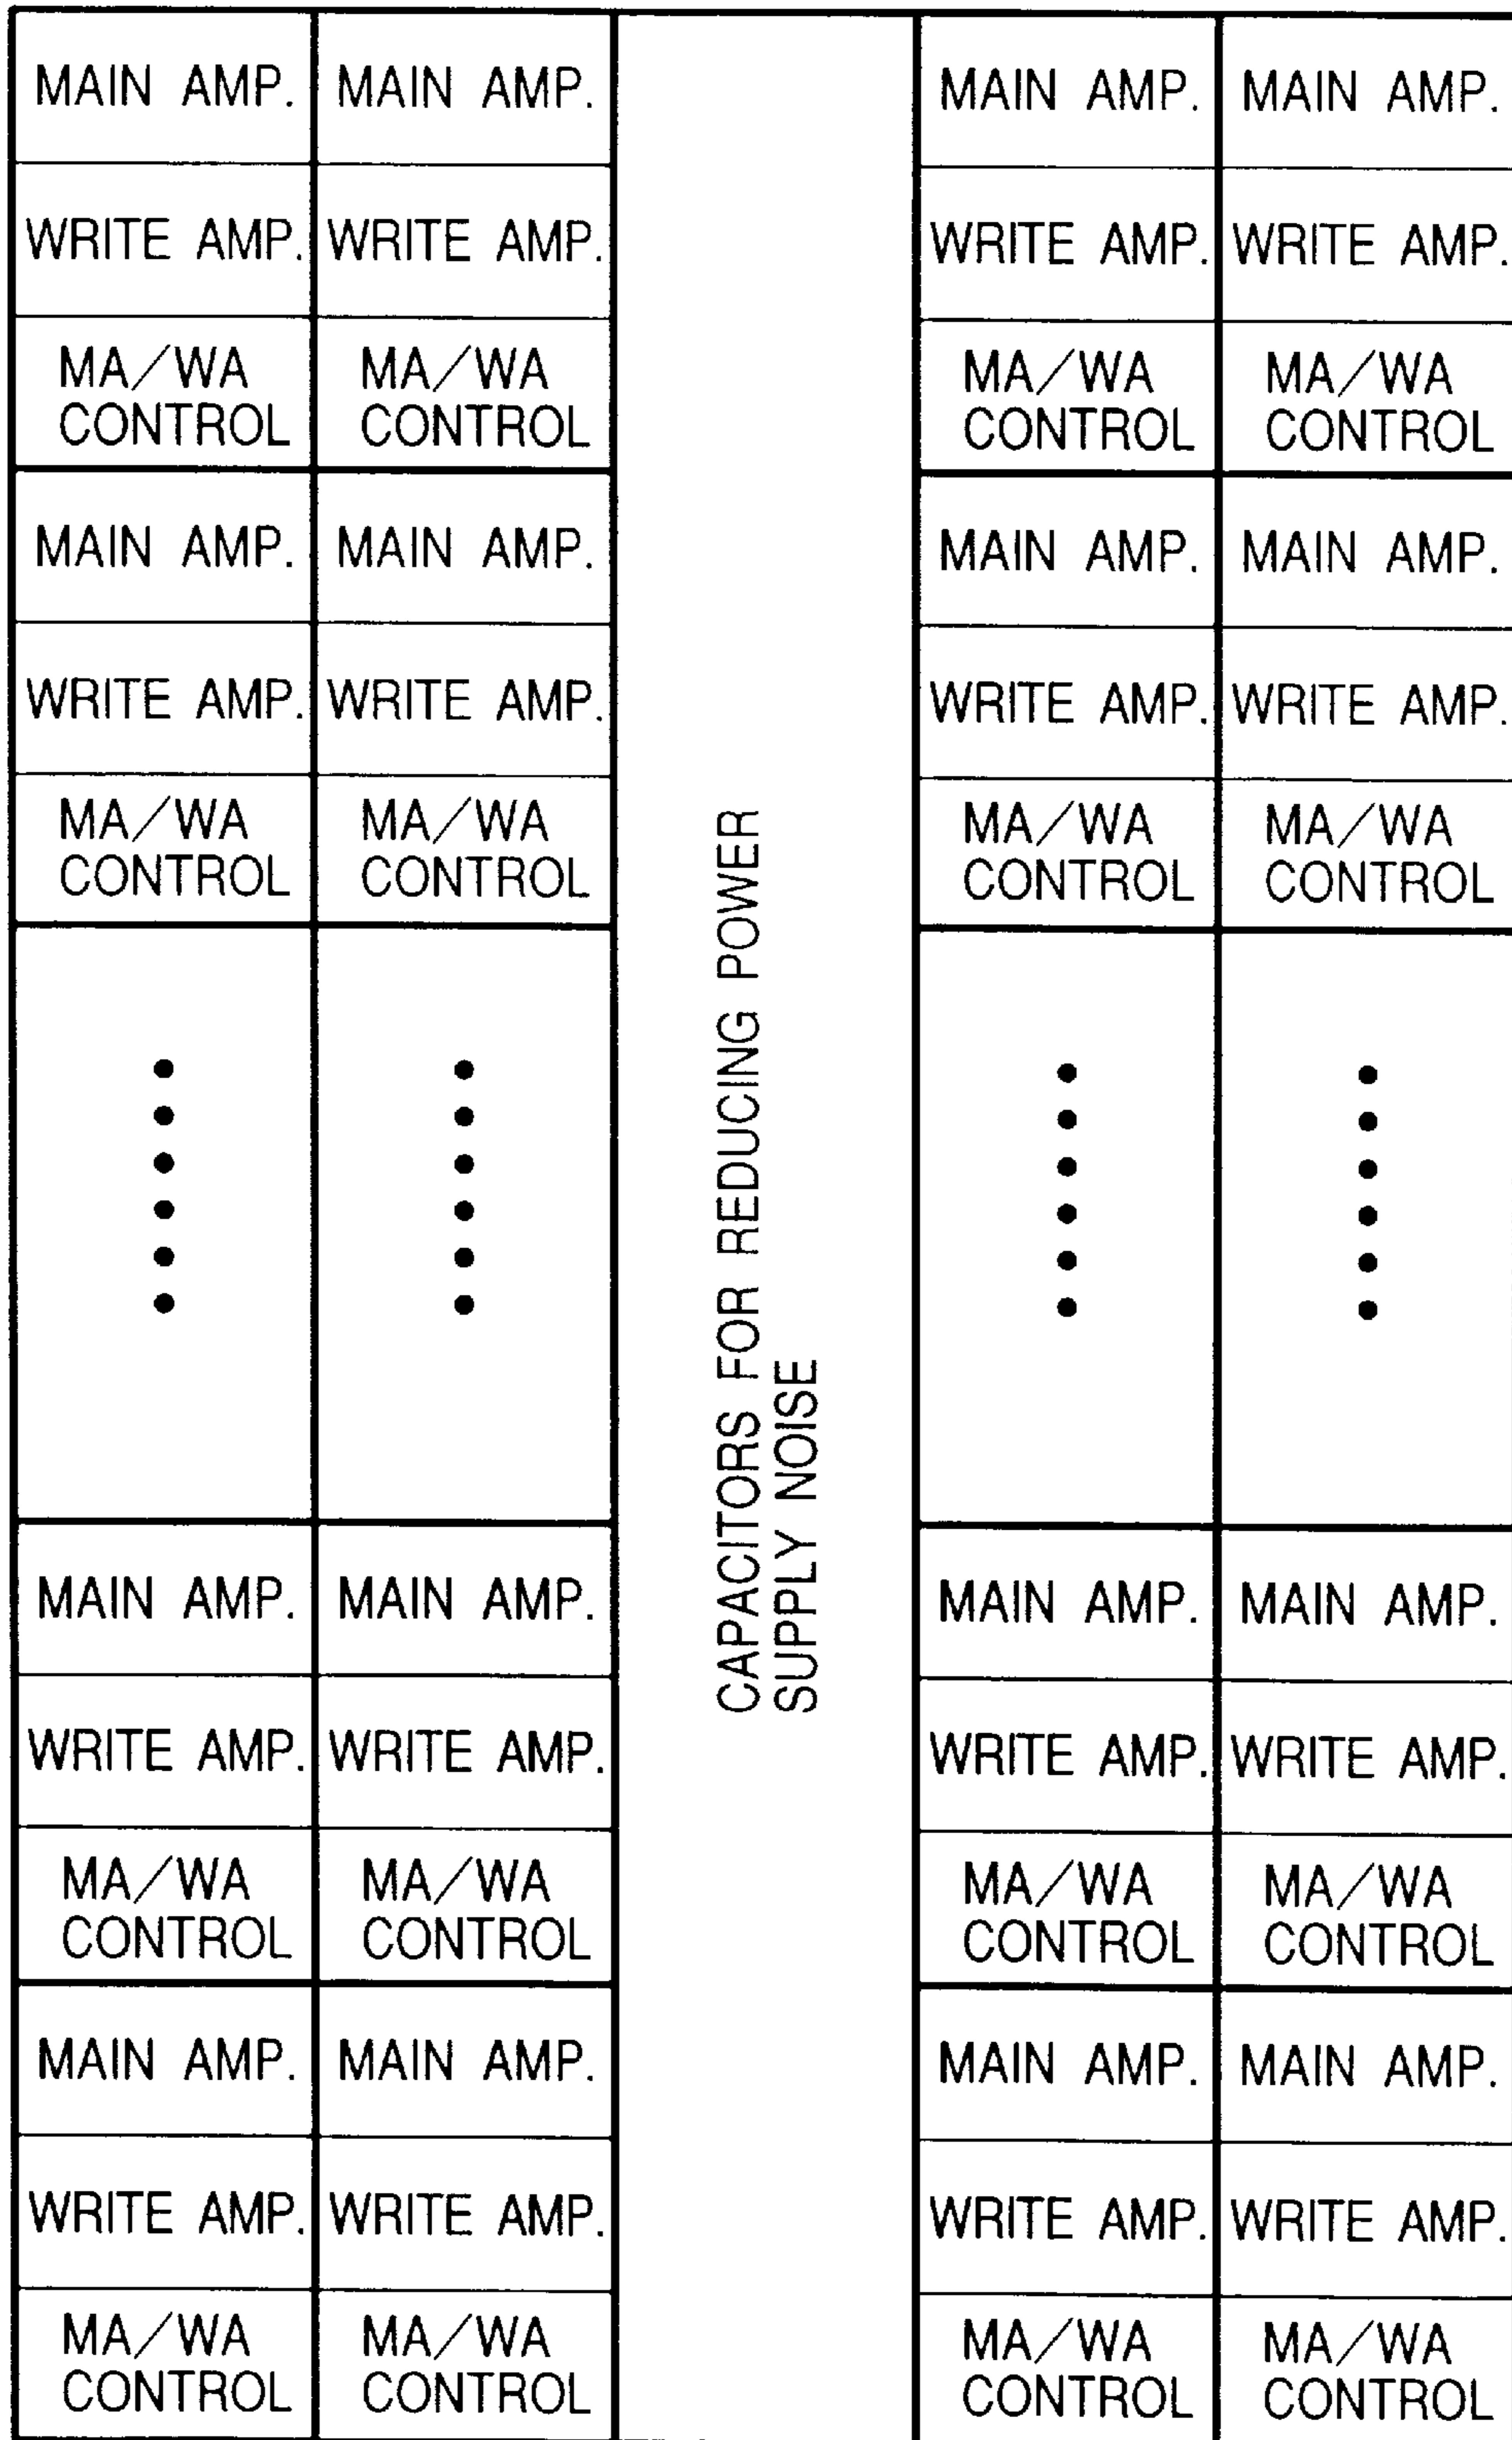 MAIN AMP. MAIN AMP. MAIN AMP. MAIN AMP.
WRITE AMP. WRITE AMP. WRITE AMP. WRITE AMP.
MA/WA MA/WA MA/WA MA/WA
CONTROL CONTROL CONTROL CONTROL
MAIN AMP. MAIN AMP. MAIN AMP. MAIN AMP.
WRITE AMP. WRITE AMP. WRITE AMP. WRITE AMP.
MA/WA MA/WA MA/WA MA/WA
CONTROL CONTROL CONTROL CONTROL
CAPACITORS FOR REDUCING POWER
SUPPLY NOISE
MAIN AMP. MAIN AMP. MAIN AMP. MAIN AMP.
WRITE AMP. WRITE AMP. WRITE AMP. WRITE AMP.
MA/WA MA/WA MA/WA MA/WA
CONTROL CONTROL CONTROL CONTROL
MAIN AMP. MAIN AMP. MAIN AMP. MAIN AMP.
WRITE AMP. WRITE AMP. WRITE AMP. WRITE AMP.
MA/WA MA/WA MA/WA MA/WA
CONTROL CONTROL CONTROL CONTROL